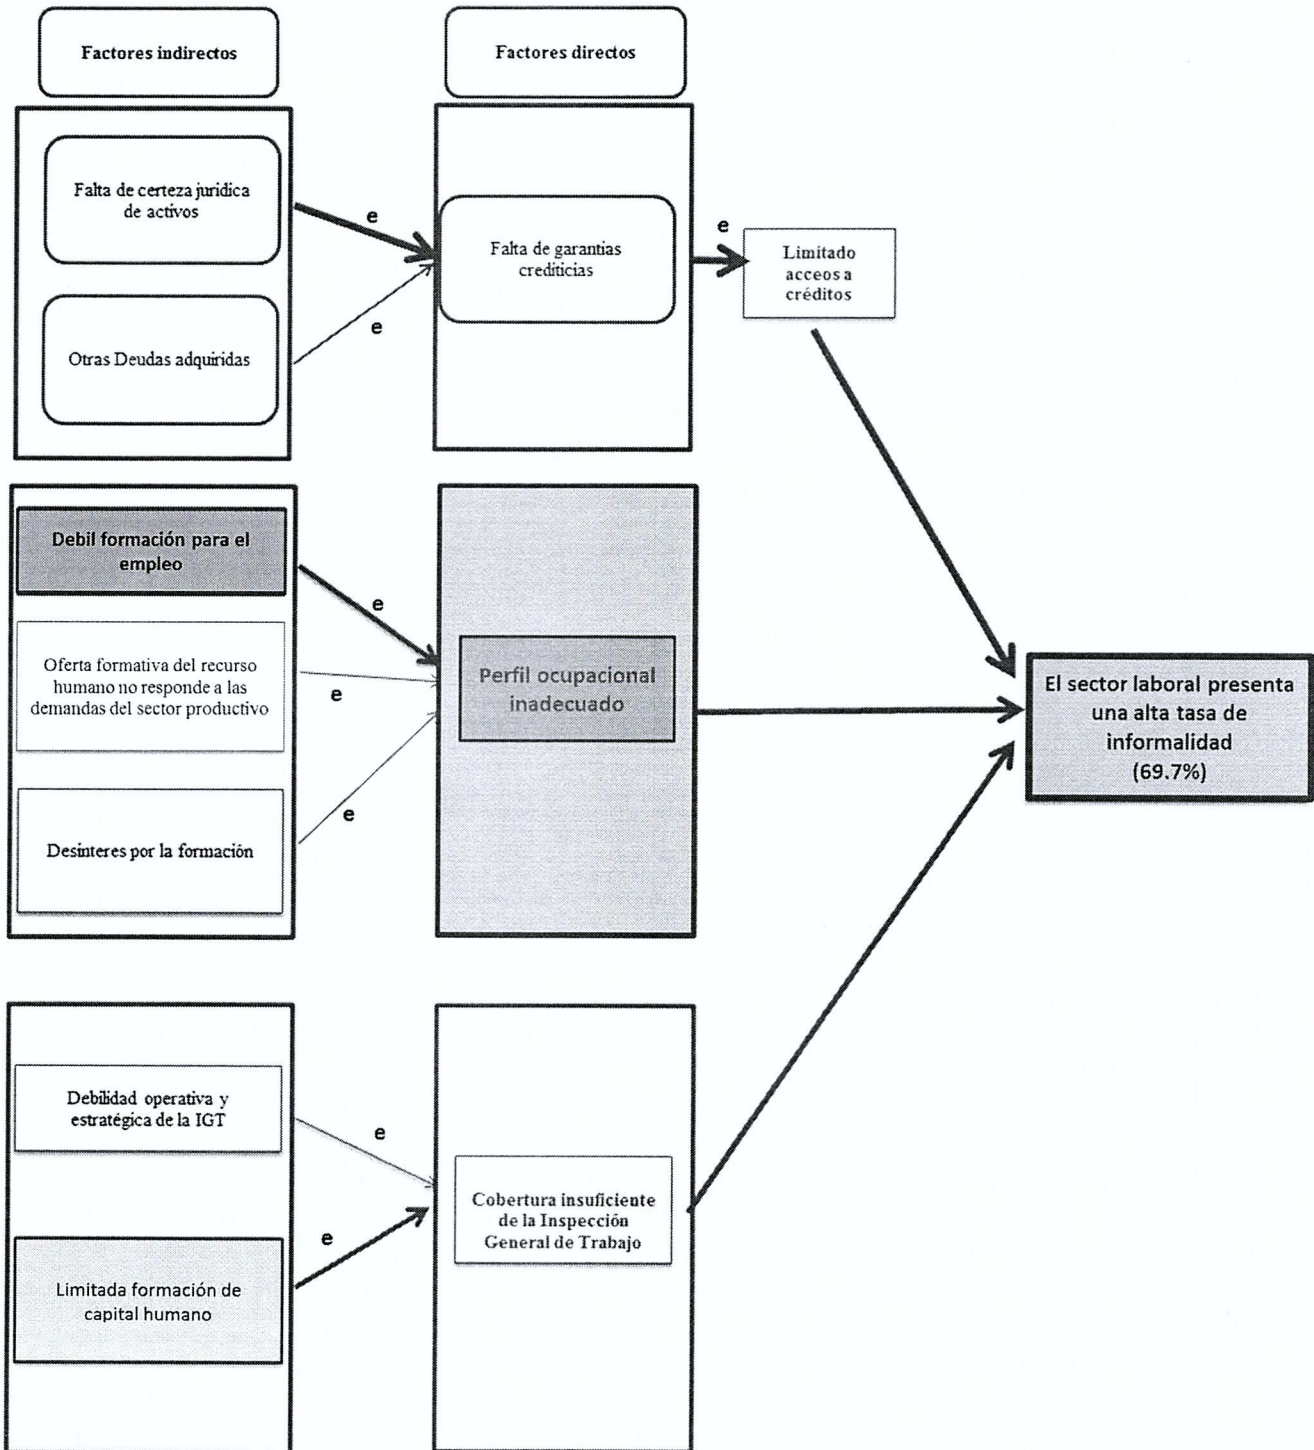 Factores indirectos
Factores directos
Falta de certeza juridica
de activos
e
Falta de garantias
crediticias
e
Limitado
acceos a
créditos
Otras Deudas adquiridas
e
Debil formación para el
empleo
e
Oferta formativa del recurso
humano no responde a las
demandas del sector productivo
e
Desinteres por la formación
e
Perfil ocupacional
inadecuado
El sector laboral presenta
una alta tasa de
informalidad
(69.7%)
Debilidad operativa y
estratégica de la IGT
e
Limitada formación de
capital humano
e
Cobertura insuficiente
de la Inspección
General de Trabajo